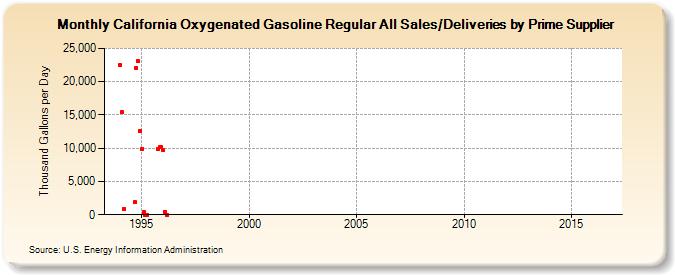 Monthly California Oxygenated Gasoline Regular All Sales/Deliveries by Prime Supplier
Thousand Gallons per Day
25,000
20,000
15,000
10,000
5,000
0
1995 2000 2005 2010 2015
Source: U.S. Energy Information Administration